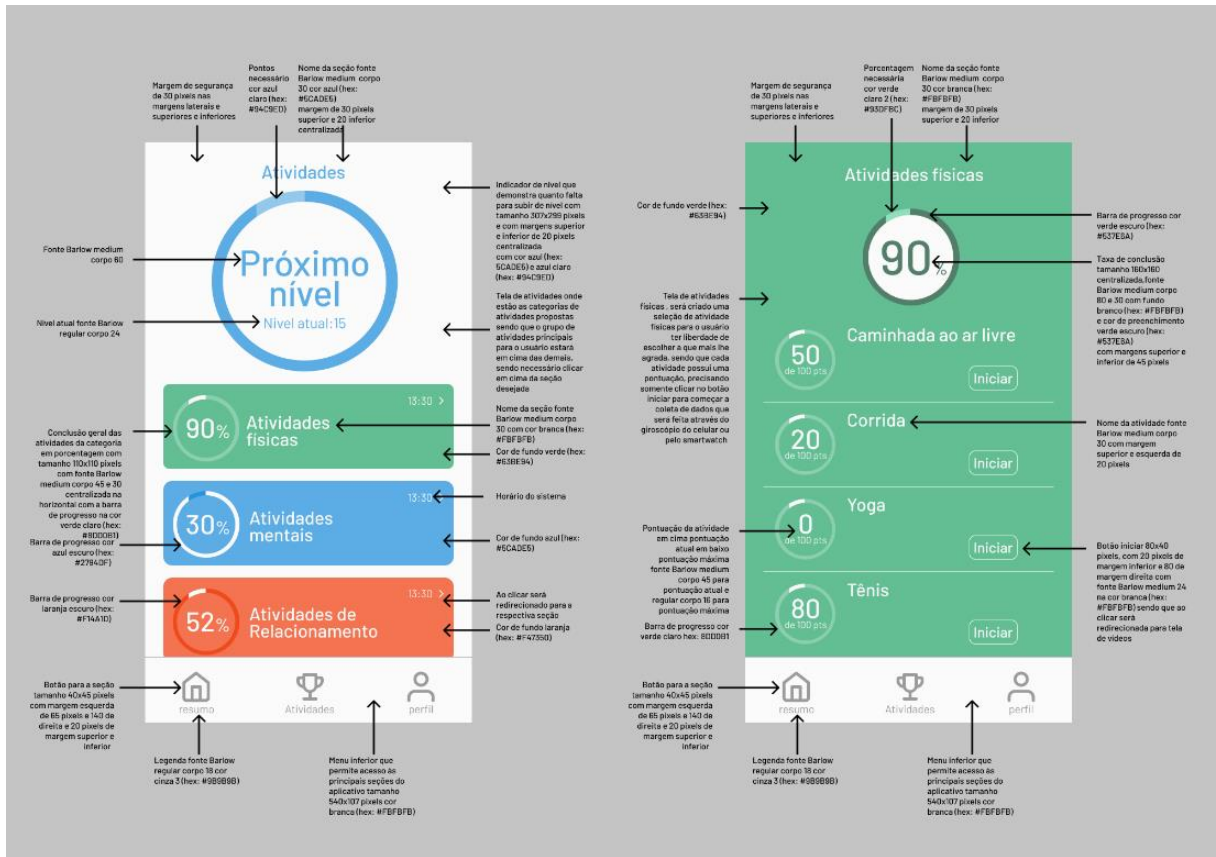 Margem de segurança
de 30 pixels nas
margens laterais e
superiores e inferiores
Pontos
necessário
cor azul
claro (hex:
#94C9ED)
Nome da seção fonte
Barlow medium corpo
30 cor azul (hex:
#5CADE5)
margem de 30 pixels
superior e 20 inferior
centralizada
Atividades
Próximo
nível
Nível atual:15
Fonte Barlow medium
corpo 60
Nível atual fonte Barlow
regular corpo 24
Indicador de nível que
demonstra quanto falta
para subir de nível com
tamanho 307x299 pixels
e com margens superior
e inferior de 20 pixels
centralizada
com cor azul (hex:
5CADE5) e azul claro
(hex: #94C9ED)
Tela de atividades onde
estão as categorias de
atividades propostas
sendo que o grupo de
atividades principais
para o usuário estará
em cima das demais,
sendo necessário clicar
em cima da seção
desejada
13:30 >
90%
Atividades
físicas
Nome da seção fonte
Barlow medium corpo
30 com cor branca (hex:
#FBFBFB)
Cor de fundo verde (hex:
#63BE94)
Conclusão geral das
atividades da categoria
em porcentagem com
tamanho 110x110 pixels
com fonte Barlow
medium corpo 45 e 30
centralizada na
horizontal com a barra
de progresso na cor
verde claro (hex:
#8DD0B1)
13:30
30%
Atividades
mentais
Horário do sistema
Cor de fundo azul (hex:
#5CADE5)
Barra de progresso cor
azul escuro (hex:
#2794DF)
13:30 >
52%
Atividades de
Relacionamento
Barra de progresso cor
laranja escuro (hex:
#F14A1D)
Ao clicar será
redirecionado para a
respectiva seção
Cor de fundo laranja
(hex: #F47350)
resumo
Atividades
perfil
Botão para a seção
tamanho 40x45 pixels
com margem esquerda
de 65 pixels e 140 de
direita e 20 pixels de
margem superior e
inferior
Legenda fonte Barlow
regular corpo 18 cor
cinza 3 (hex: #9B9B9B)
Menu inferior que
permite acesso às
principais seções do
aplicativo tamanho
540x107 pixels cor
branca (hex: #FBFBFB)
Margem de segurança
de 30 pixels nas
margens laterais e
superiores e inferiores
Porcentagem
necessária
cor verde
claro 2 (hex:
#93DFBC)
Nome da seção fonte
Barlow medium corpo
30 cor branca (hex:
#FBFBFB)
margem de 30 pixels
superior e 20 inferior
Atividades físicas
90%
Cor de fundo verde (hex:
#63BE94)
Barra de progresso cor
verde escuro (hex:
#537E6A)
Taxa de conclusão
tamanho 160x160
centralizada,fonte
Barlow medium corpo
80 e 30 com fundo
branco (hex: #FBFBFB)
e cor de preenchimento
verde escuro (hex:
#537E6A)
com margens superior e
inferior de 45 pixels
Tela de atividades
físicas , será criado uma
seleção de atividade
físicas para o usuário
ter liberdade de
escolher a que mais lhe
agrada, sendo que cada
atividade possui uma
pontuação, precisando
somente clicar no botão
iniciar para começar a
coleta de dados que
será feita através do
giroscópio do celular ou
pelo smartwatch
50
de 100 pts
Caminhada ao ar livre
Iniciar
20
de 100 pts
Corrida
Iniciar
Nome da atividade fonte
Barlow medium corpo
30 com margem
superior e esquerda de
20 pixels
0
de 100 pts
Yoga
Iniciar
Pontuação da atividade
em cima pontuação
atual em baixo
pontuação máxima
fonte Barlow medium
corpo 45 para
pontuação atual e
regular corpo 16 para
pontuação máxima
Botão iniciar 80x40
pixels, com 20 pixels de
margem inferior e 80 de
margem direita com
fonte Barlow medium 24
na cor branca (hex:
#FBFBFB) sendo que ao
clicar será
redirecionada para tela
de vídeos
80
de 100 pts
Tênis
Iniciar
Barra de progresso cor
verde claro hex: 8DD0B1
resumo
Atividades
perfil
Botão para a seção
tamanho 40x45 pixels
com margem esquerda
de 65 pixels e 140 de
direita e 20 pixels de
margem superior e
inferior
Legenda fonte Barlow
regular corpo 18 cor
cinza 3 (hex: #9B9B9B)
Menu inferior que
permite acesso às
principais seções do
aplicativo tamanho
540x107 pixels cor
branca (hex: #FBFBFB)